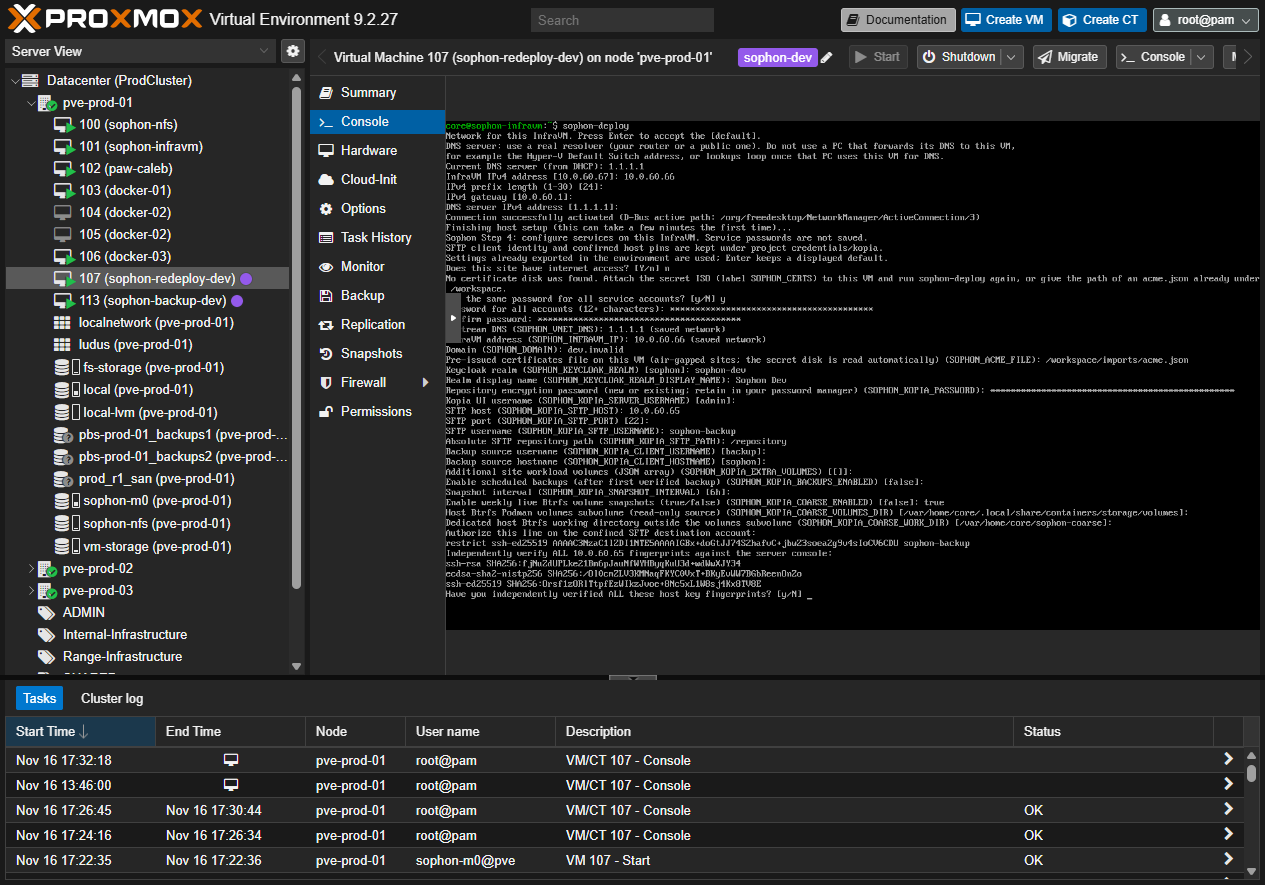 PROXMOX Virtual Environment 9.2.27
Search
Documentation
Create VM
Create CT
root@pam
Server View
Datacenter (ProdCluster)
pve-prod-01
100 (sophon-nfs)
101 (sophon-infravm)
102 (paw-caleb)
103 (docker-01)
104 (docker-02)
105 (docker-02)
106 (docker-03)
107 (sophon-redeploy-dev)
113 (sophon-backup-dev)
localnetwork (pve-prod-01)
ludus (pve-prod-01)
fs-storage (pve-prod-01)
local (pve-prod-01)
local-lvm (pve-prod-01)
pbs-prod-01_backups1 (pve-prod-...
pbs-prod-01_backups2 (pve-prod-...
prod_r1_san (pve-prod-01)
sophon-m0 (pve-prod-01)
sophon-nfs (pve-prod-01)
vm-storage (pve-prod-01)
pve-prod-02
pve-prod-03
ADMIN
Internal-Infrastructure
Range-Infrastructure
Virtual Machine 107 (sophon-redeploy-dev) on node 'pve-prod-01'
sophon-dev
Start
Shutdown
Migrate
Console
Summary
Console
Hardware
Cloud-Init
Options
Task History
Monitor
Backup
Replication
Snapshots
Firewall
Permissions
core@sophon-infravm:~$ sophon-deploy
Network for this InfraVM. Press Enter to accept the [default].
DNS server: use a real resolver (your router or a public one). Do not use a PC that forwards its DNS to this VM,
for example the Hyper-V Default Switch address, or lookups loop once that PC uses this VM for DNS.
Current DNS server (from DHCP): 1.1.1.1
InfraVM IPv4 address [10.0.60.67]: 10.0.60.66
IPv4 prefix length (1-30) [24]:
IPv4 gateway [10.0.60.1]:
DNS server IPv4 address [1.1.1.1]:
Connection successfully activated (D-Bus active path: /org/freedesktop/NetworkManager/ActiveConnection/3)
Finishing host setup (this can take a few minutes the first time)...
Sophon Step 4: configure services on this InfraVM. Service passwords are not saved.
SFTP client identity and confirmed host pins are kept under project credentials/kopia.
Settings already exported in the environment are used; Enter keeps a displayed default.
Does this site have internet access? [Y/n] n
No certificate disk was found. Attach the secret ISO (label SOPHON_CERTS) to this VM and run sophon-deploy again, or give the path of an acme.json already under
/workspace.
the same password for all service accounts? [y/N] y
sword for all accounts (12+ characters): ***************************************
firm password: ***************************************
tream DNS (SOPHON_VNET_DNS): 1.1.1.1 (saved network)
raVM address (SOPHON_INFRAVM_IP): 10.0.60.66 (saved network)
Domain (SOPHON_DOMAIN): dev.invalid
Pre-issued certificates file on this VM (air-gapped sites; the secret disk is read automatically) (SOPHON_ACME_FILE): /workspace/imports/acme.json
Keycloak realm (SOPHON_KEYCLOAK_REALM) [sophon]: sophon-dev
Realm display name (SOPHON_KEYCLOAK_REALM_DISPLAY_NAME): Sophon Dev
Repository encryption password (new or existing; retain in your password manager) (SOPHON_KOPIA_PASSWORD): ***********************************************
Kopia UI username (SOPHON_KOPIA_SERVER_USERNAME) [admin]:
SFTP host (SOPHON_KOPIA_SFTP_HOST): 10.0.60.65
SFTP port (SOPHON_KOPIA_SFTP_PORT) [22]:
SFTP username (SOPHON_KOPIA_SFTP_USERNAME): sophon-backup
Absolute SFTP repository path (SOPHON_KOPIA_SFTP_PATH): /repository
Backup source username (SOPHON_KOPIA_CLIENT_USERNAME) [backup]:
Backup source hostname (SOPHON_KOPIA_CLIENT_HOSTNAME) [sophon]:
Additional site workload volumes (JSON array) (SOPHON_KOPIA_EXTRA_VOLUMES) [[]]:
Enable scheduled backups (after first verified backup) (SOPHON_KOPIA_BACKUPS_ENABLED) [false]:
Snapshot interval (SOPHON_KOPIA_SNAPSHOT_INTERVAL) [6h]:
Enable weekly live Btrfs volume snapshots (true/false) (SOPHON_KOPIA_COARSE_ENABLED) [false]: true
Host Btrfs Podman volumes subvolume (read-only source) (SOPHON_KOPIA_COARSE_VOLUMES_DIR) [/var/home/core/.local/share/containers/storage/volumes]:
Dedicated host Btrfs working directory outside the volumes subvolume (SOPHON_KOPIA_COARSE_WORK_DIR) [/var/home/core/sophon-coarse]:
Authorize this line on the confined SFTP destination account:
restrict ssh-ed25519 sophon-backup
Independently verify ALL 10.0.60.65 fingerprints against the server console:
ssh-rsa
ecdsa-sha2-nistp256
ssh-ed25519
Have you independently verified ALL these host key fingerprints? [y/N] _
Tasks
Cluster log
Start Time End Time Node User name Description Status
Nov 16 17:32:18 pve-prod-01 root@pam VM/CT 107 - Console
Nov 16 13:46:00 pve-prod-01 root@pam VM/CT 107 - Console
Nov 16 17:26:45 Nov 16 17:30:44 pve-prod-01 root@pam VM/CT 107 - Console OK
Nov 16 17:24:16 Nov 16 17:26:34 pve-prod-01 root@pam VM/CT 107 - Console OK
Nov 16 17:22:35 Nov 16 17:22:36 pve-prod-01 sophon-m0@pve VM 107 - Start OK